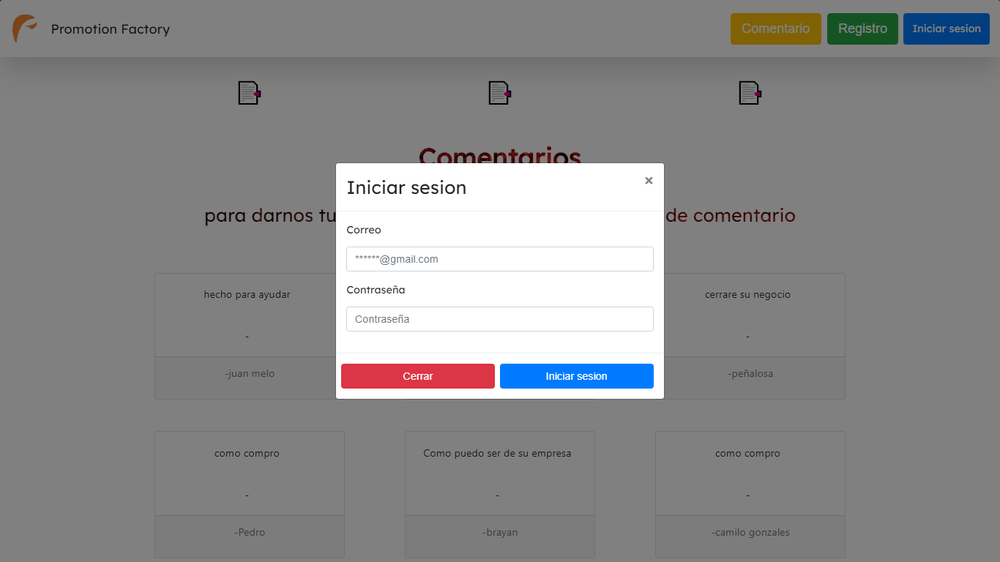 Promotion Factory
Comentario
Registro
Iniciar sesion
Comentarios
para darnos tu
de comentario
Iniciar sesion
×
Correo
******@gmail.com
Contraseña
Contraseña
Cerrar
Iniciar sesion
hecho para ayudar
-
-juan melo
cerrare su negocio
-
-peñalosa
como compro
-
-Pedro
Como puedo ser de su empresa
-
-brayan
como compro
-
-camilo gonzales